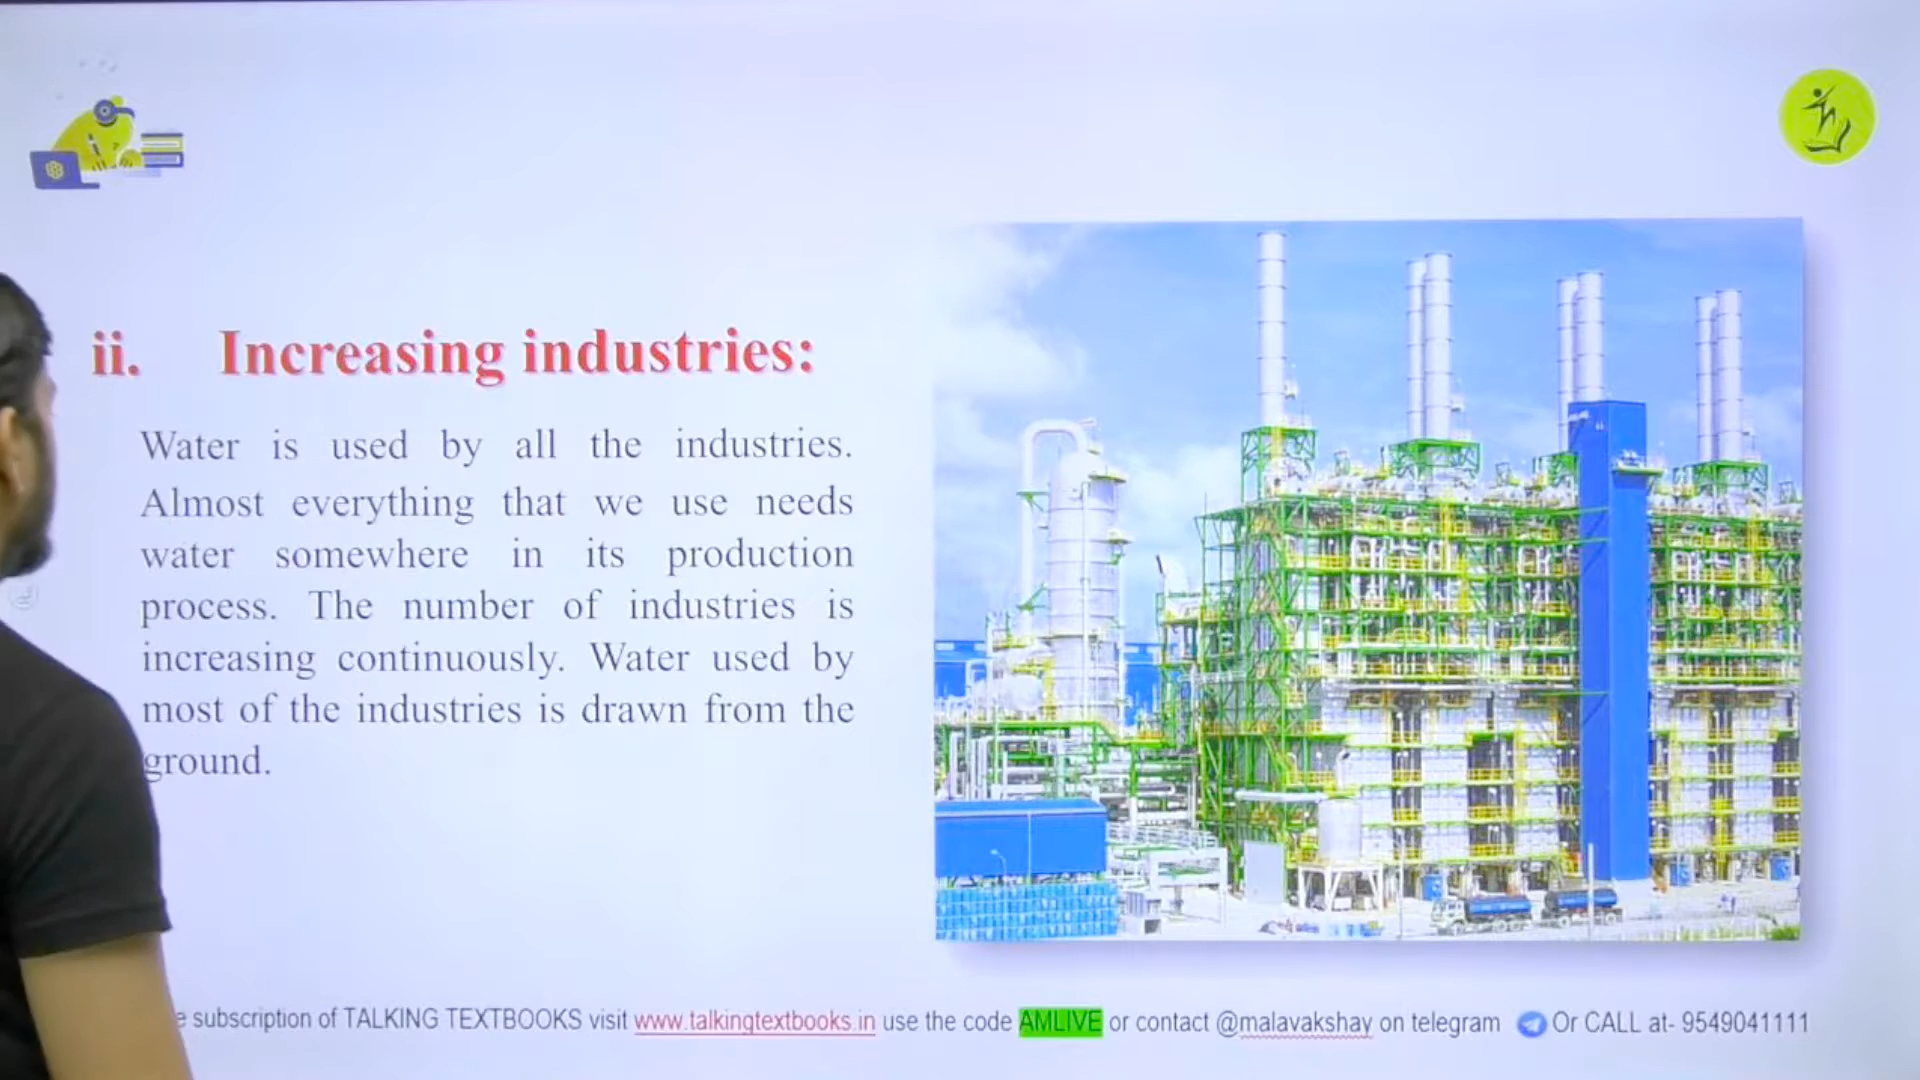 ii. Increasing industries:
Water is used by all the industries.
Almost everything that we use needs
water somewhere in its production
process. The number of industries is
increasing continuously. Water used by
most of the industries is drawn from the
ground.
subscription of TALKING TEXTBOOKS visit www.talkingtextbooks.in use the code AMLIVE or contact @malavakshay on telegram Or CALL at- 9549041111